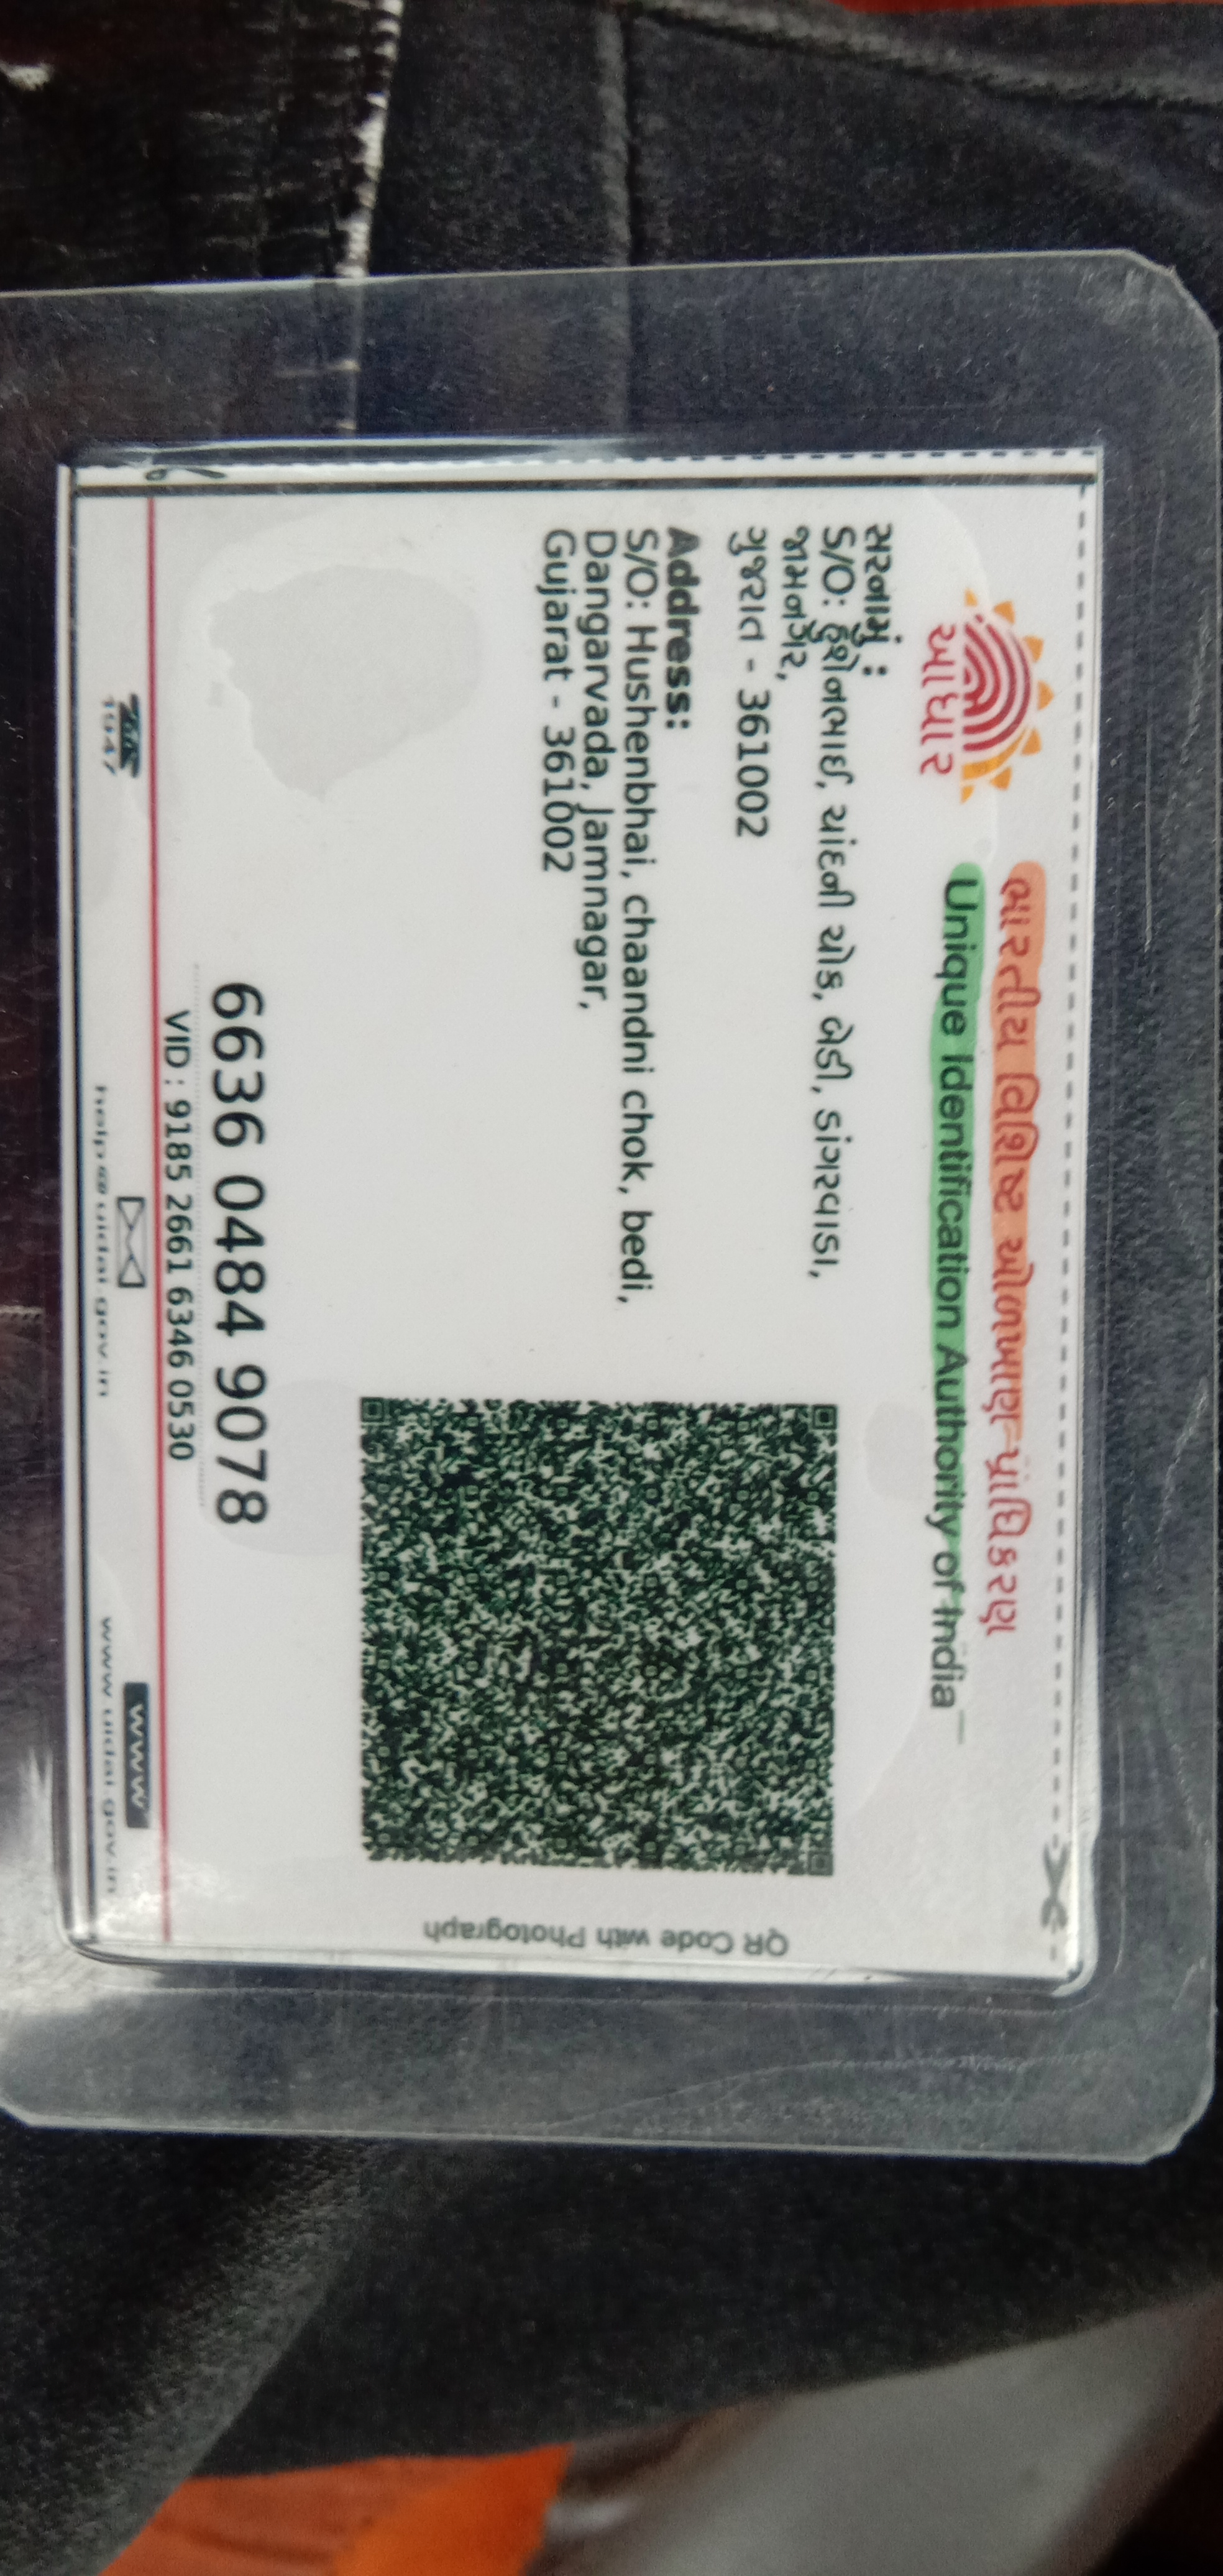 ભારતીય વિશિષ્ટ ઓળખાણ પ્રાધિકરણ
Unique Identification Authority of India
આધાર
સરનામું :
S/O: હુશેનભાઈ, ચાંદની ચોક, બેડી, ડાંગરવાડા,
જામનગર,
ગુજરાત - 361002
Address:
S/O: Hushenbhai, chaandni chok, bedi,
Dangarvada, Jamnagar,
Gujarat - 361002
QR Code with Photograph
6636 0484 9078
VID : 9185 2661 6346 0530
1947
help@uidai.gov.in
www
www.uidai.gov.in